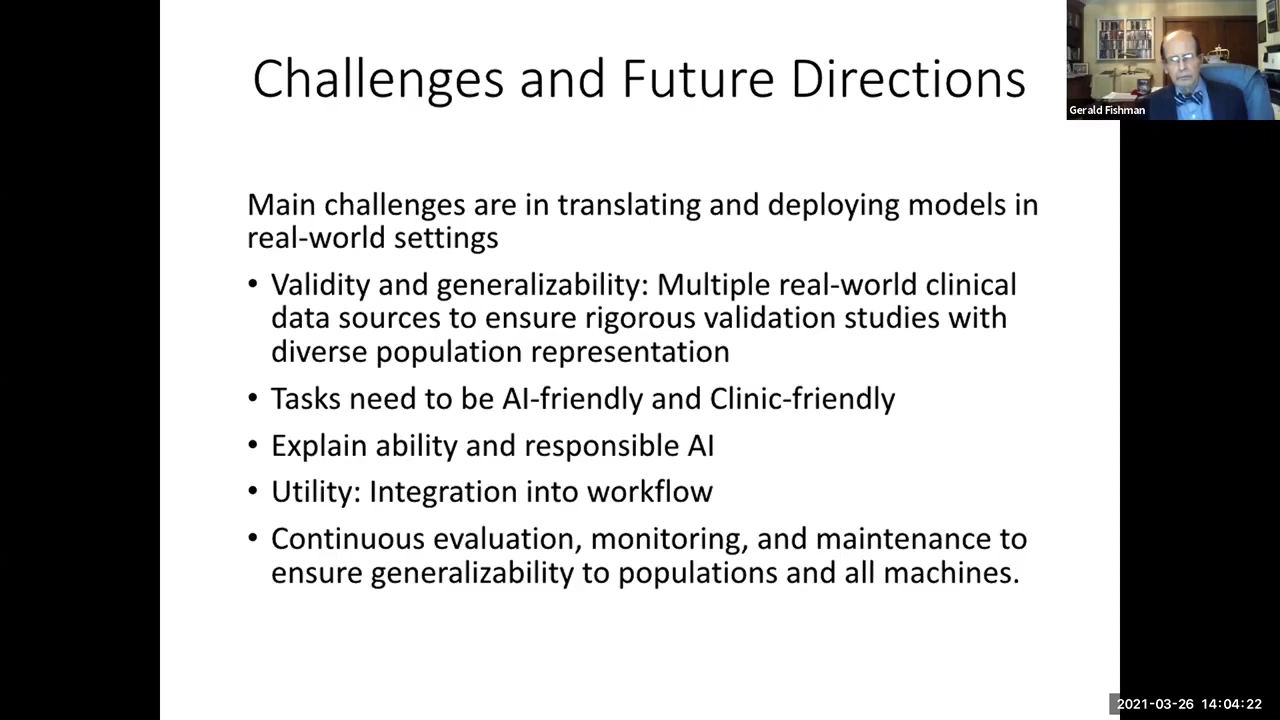 Challenges and Future Directions
Gerald Fishman
Main challenges are in translating and deploying models in
real-world settings
• Validity and generalizability: Multiple real-world clinical
data sources to ensure rigorous validation studies with
diverse population representation
• Tasks need to be AI-friendly and Clinic-friendly
• Explain ability and responsible AI
• Utility: Integration into workflow
• Continuous evaluation, monitoring, and maintenance to
ensure generalizability to populations and all machines.
2021-03-26 14:04:22